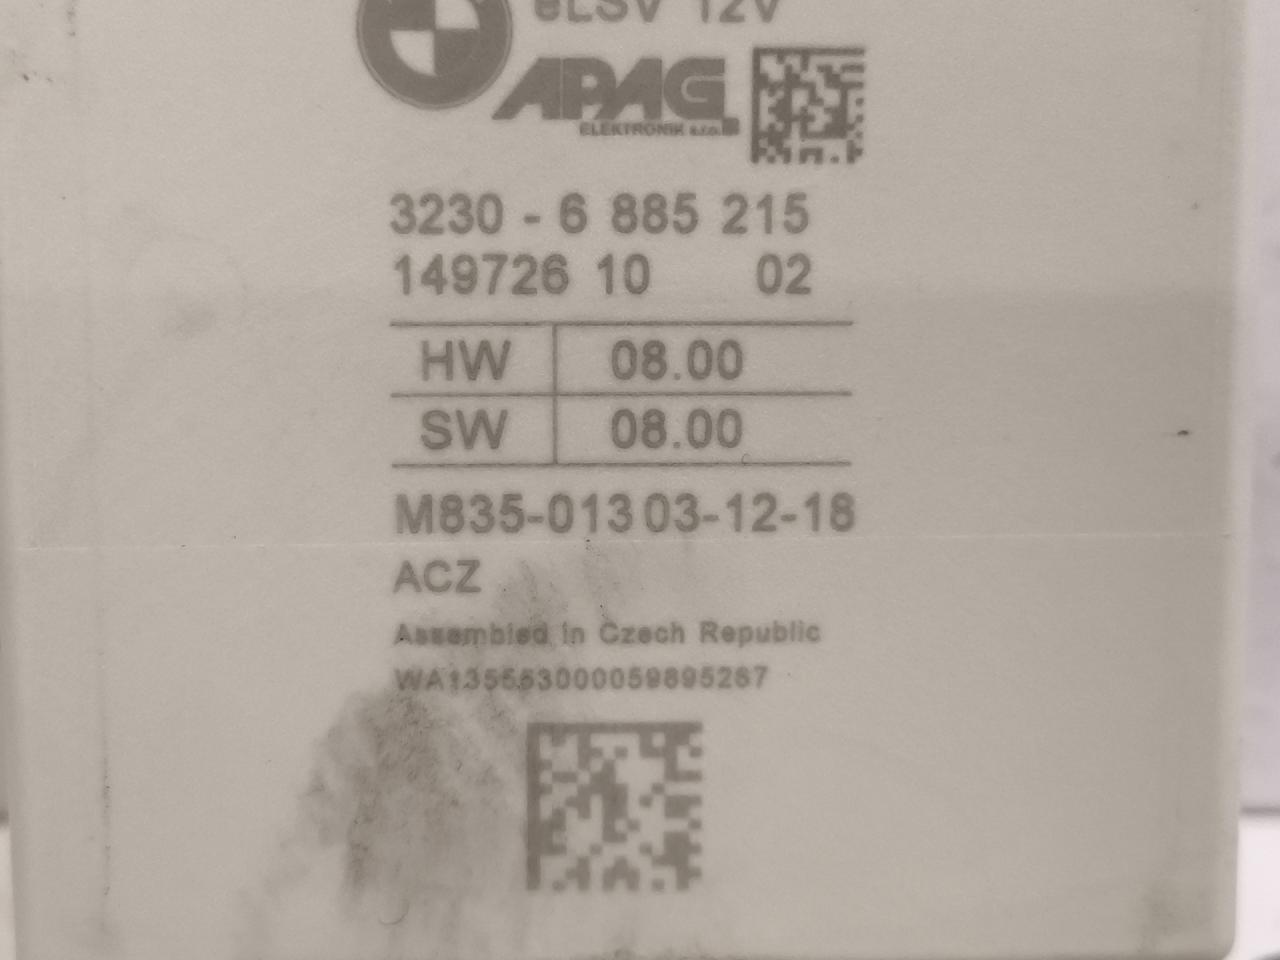 eLSV 12V
APAG
ELEKTRONIK s.r.o.
3230 - 6 885 215
149726 10 02
HW 08.00
SW 08.00
M835-013 03-12-18
ACZ
Assembled in Czech Republic
WA135563000059895267